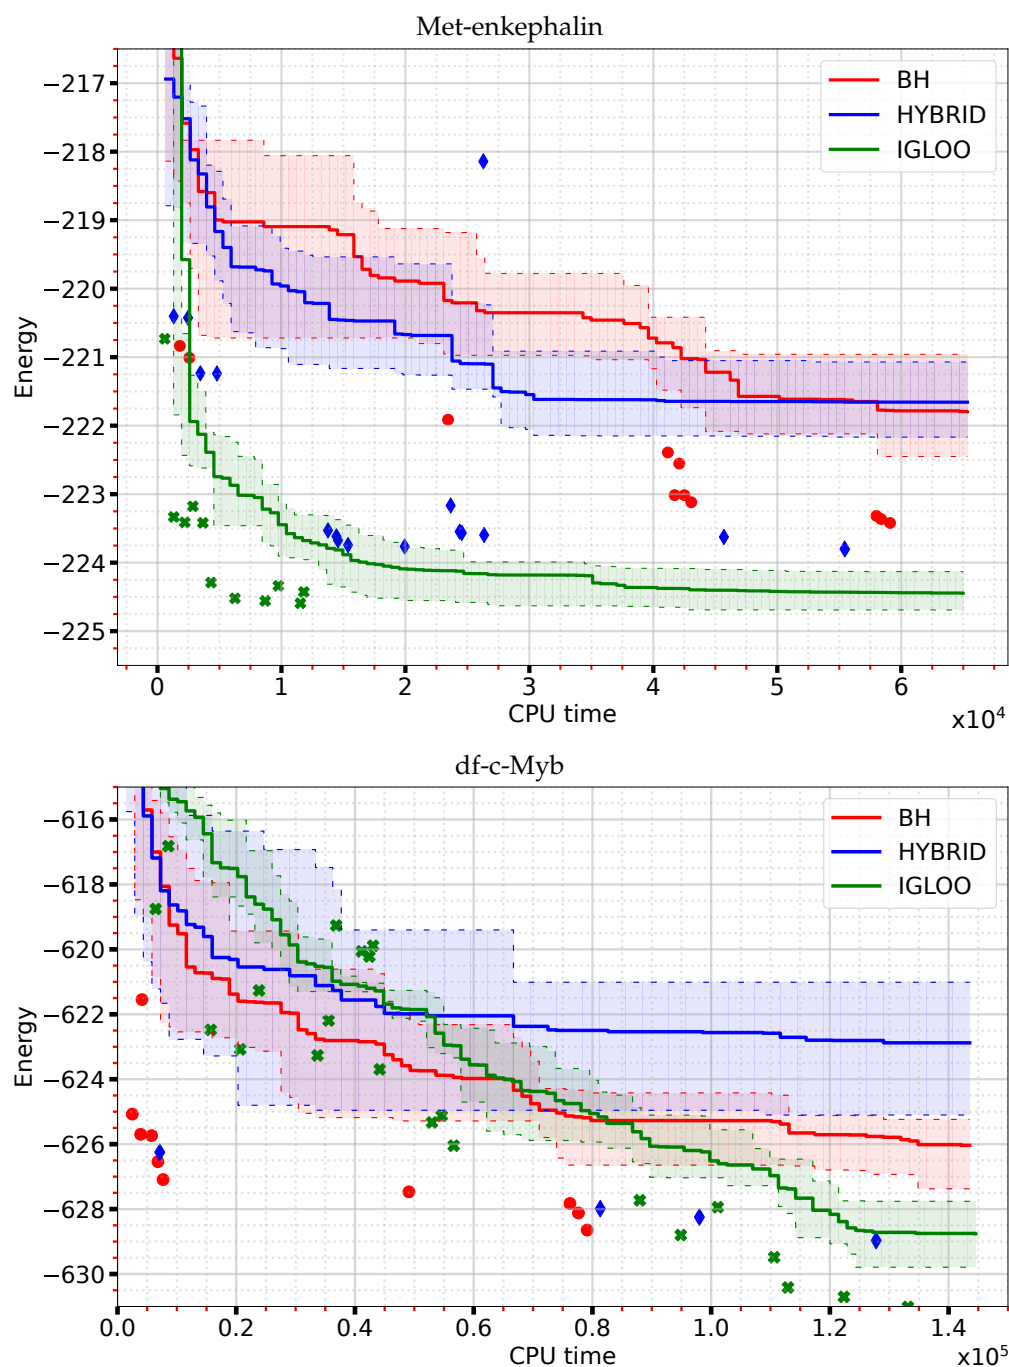 Met-enkephalin
−217
−218
−219
−220
−221
−222
−223
−224
−225
Energy
BH
HYBRID
IGLOO
0 1 2 3 4 5 6
CPU time
x10⁴
df-c-Myb
−616
−618
−620
−622
−624
−626
−628
−630
Energy
BH
HYBRID
IGLOO
0.0 0.2 0.4 0.6 0.8 1.0 1.2 1.4
CPU time
x10⁵